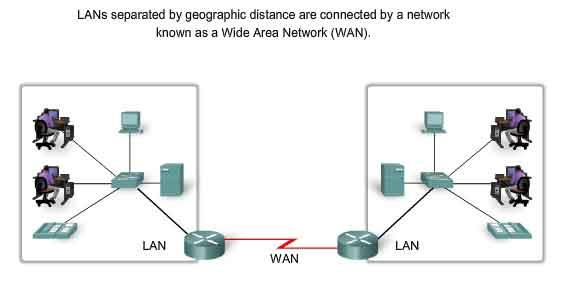 LANs separated by geographic distance are connected by a network
known as a Wide Area Network (WAN).
LAN
WAN
LAN